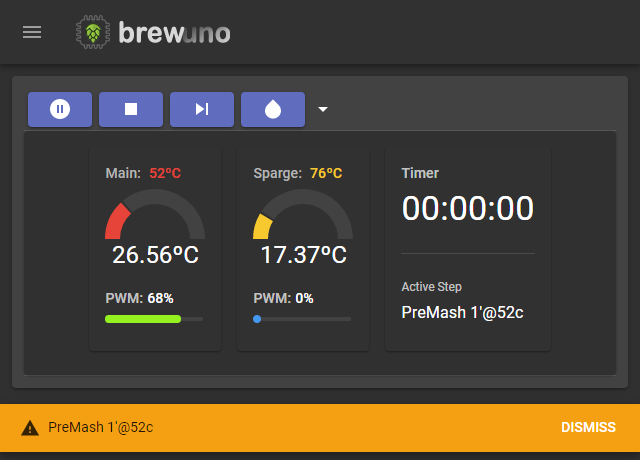 brewuno
Main: 52ºC
26.56ºC
PWM: 68%
Sparge: 76ºC
17.37ºC
PWM: 0%
Timer
00:00:00
Active Step
PreMash 1'@52c
PreMash 1'@52c DISMISS